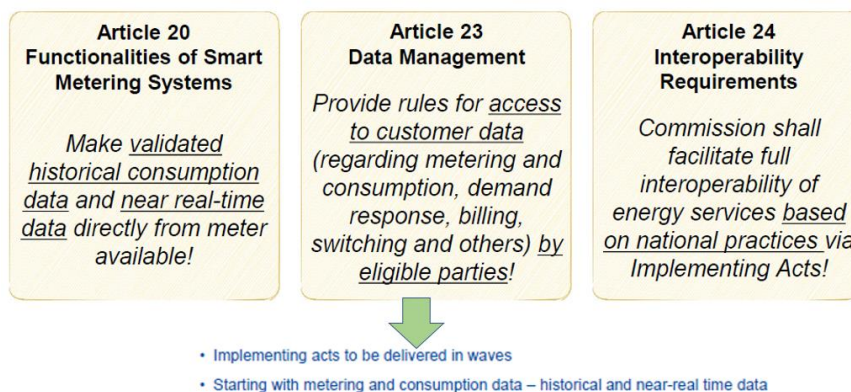 Article 20
Functionalities of Smart
Metering Systems
Make validated
historical consumption
data and near real-time
data directly from meter
available!
Article 23
Data Management
Provide rules for access
to customer data
(regarding metering and
consumption, demand
response, billing,
switching and others) by
eligible parties!
Article 24
Interoperability
Requirements
Commission shall
facilitate full
interoperability of
energy services based
on national practices via
Implementing Acts!
• Implementing acts to be delivered in waves
• Starting with metering and consumption data – historical and near-real time data